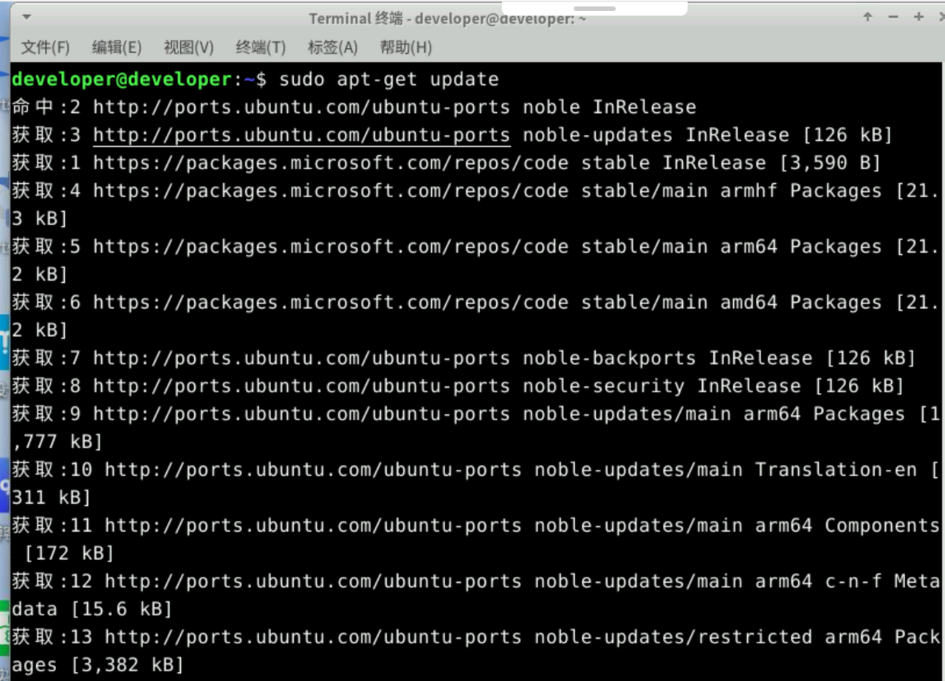 Terminal 终端 - developer@developer: ~
文件(F) 编辑(E) 视图(V) 终端(T) 标签(A) 帮助(H)
developer@developer:~$ sudo apt-get update
命中:2 http://ports.ubuntu.com/ubuntu-ports noble InRelease
获取:3 http://ports.ubuntu.com/ubuntu-ports noble-updates InRelease [126 kB]
获取:1 https://packages.microsoft.com/repos/code stable InRelease [3,590 B]
获取:4 https://packages.microsoft.com/repos/code stable/main armhf Packages [21.
3 kB]
获取:5 https://packages.microsoft.com/repos/code stable/main arm64 Packages [21.
2 kB]
获取:6 https://packages.microsoft.com/repos/code stable/main amd64 Packages [21.
2 kB]
获取:7 http://ports.ubuntu.com/ubuntu-ports noble-backports InRelease [126 kB]
获取:8 http://ports.ubuntu.com/ubuntu-ports noble-security InRelease [126 kB]
获取:9 http://ports.ubuntu.com/ubuntu-ports noble-updates/main arm64 Packages [1
,777 kB]
获取:10 http://ports.ubuntu.com/ubuntu-ports noble-updates/main Translation-en [
311 kB]
获取:11 http://ports.ubuntu.com/ubuntu-ports noble-updates/main arm64 Components
 [172 kB]
获取:12 http://ports.ubuntu.com/ubuntu-ports noble-updates/main arm64 c-n-f Meta
data [15.6 kB]
获取:13 http://ports.ubuntu.com/ubuntu-ports noble-updates/restricted arm64 Pack
ages [3,382 kB]